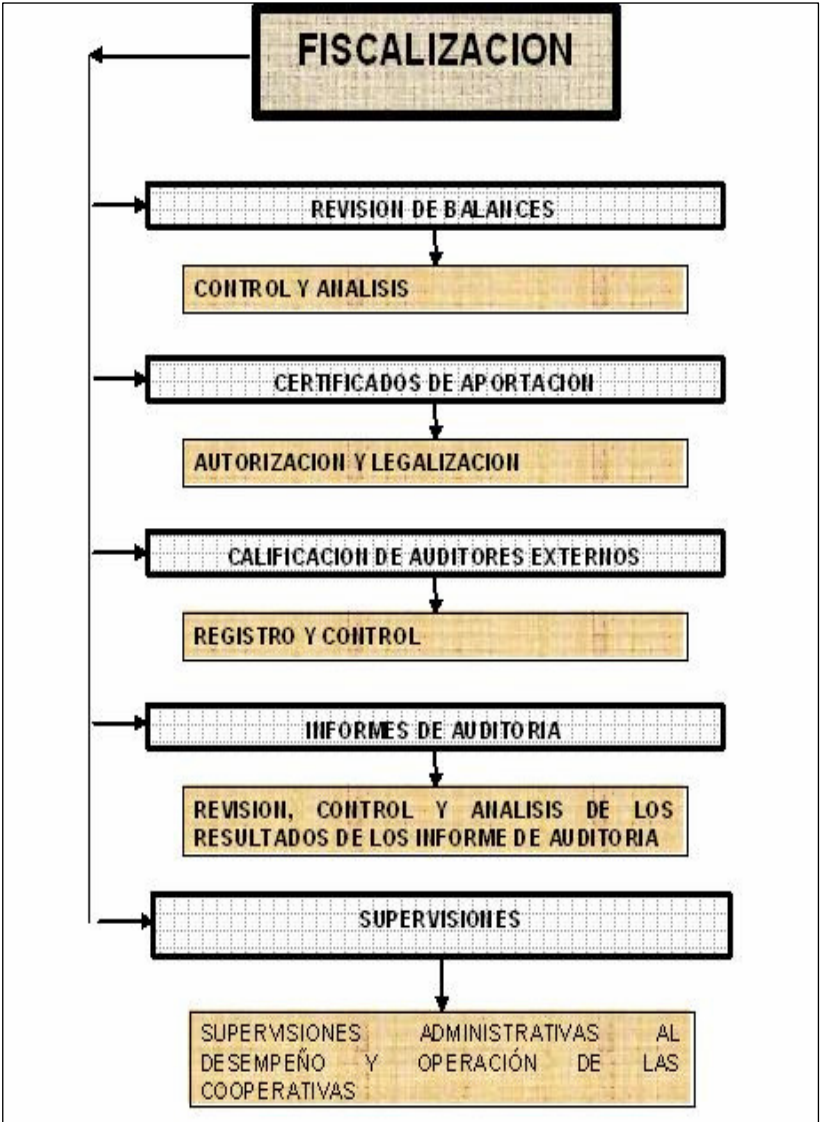 FISCALIZACION
REVISION DE BALANCES
CONTROL Y ANALISIS
CERTIFICADOS DE APORTACION
AUTORIZACION Y LEGALIZACION
CALIFICACION DE AUDITORES EXTERNOS
REGISTRO Y CONTROL
INFORMES DE AUDITORIA
REVISION, CONTROL Y ANALISIS DE LOS
RESULTADOS DE LOS INFORME DE AUDITORIA
SUPERVISIONES
SUPERVISIONES ADMINISTRATIVAS AL
DESEMPEÑO Y OPERACIÓN DE LAS
COOPERATIVAS